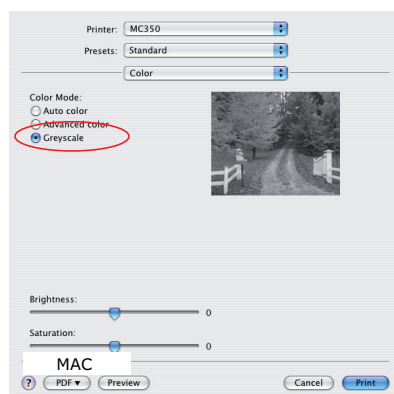 Printer: MC350
Presets: Standard
Color
Color Mode:
Auto color
Advanced color
Greyscale
Brightness:
0
Saturation:
0
MAC
? PDF ▼ Preview Cancel Print